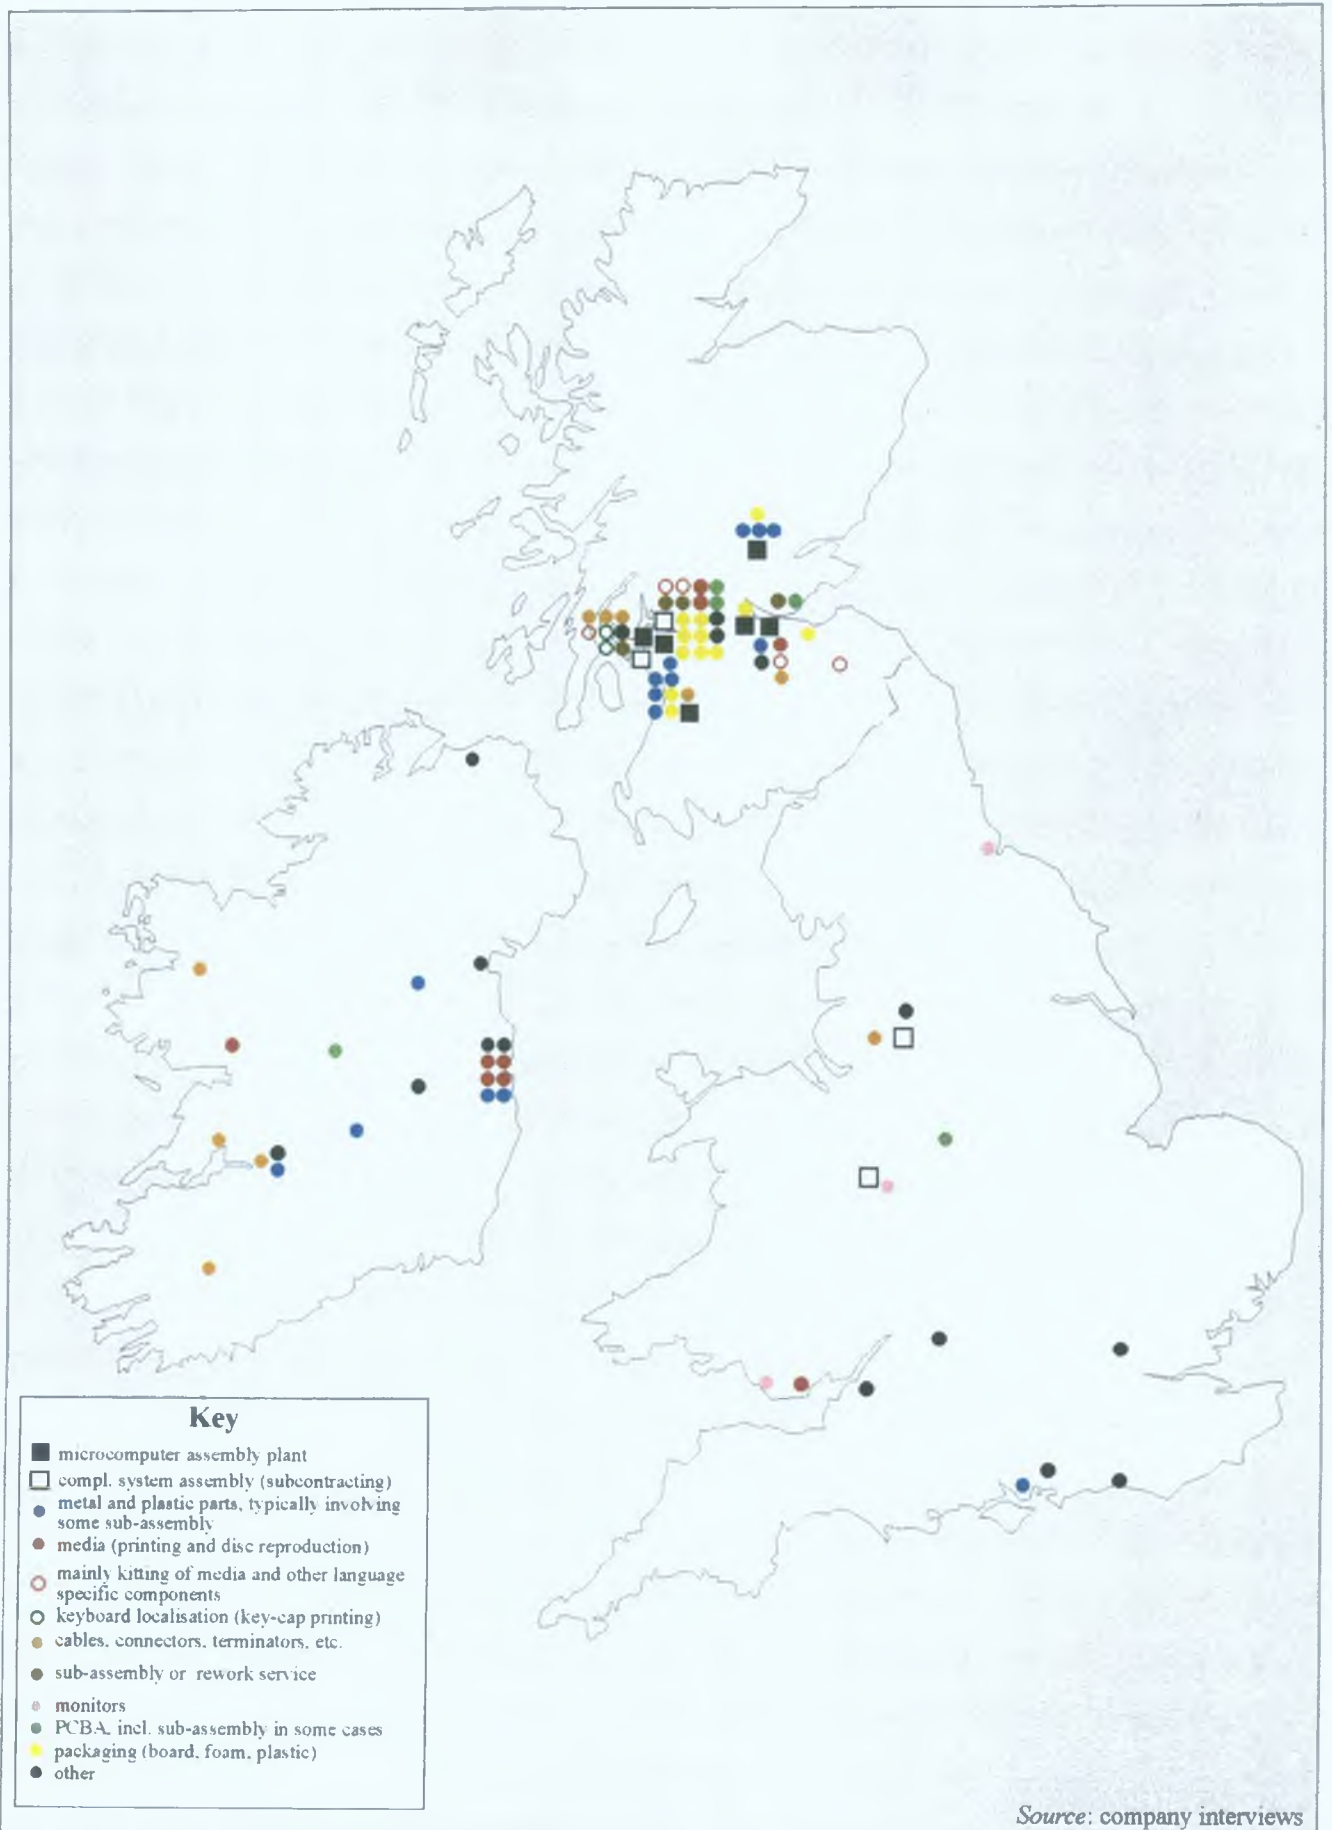 Key
microcomputer assembly plant
compl. system assembly (subcontracting)
metal and plastic parts, typically involving
some sub-assembly
media (printing and disc reproduction)
mainly kitting of media and other language
specific components
keyboard localisation (key-cap printing)
cables, connectors, terminators, etc.
sub-assembly or rework service
monitors
PCBA, incl. sub-assembly in some cases
packaging (board, foam, plastic)
other
Source: company interviews